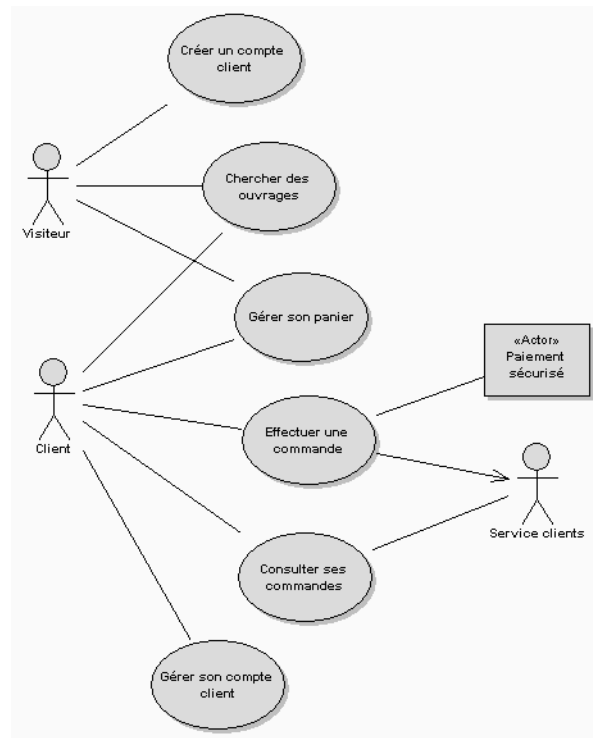 Créer un compte
client
Chercher des
ouvrages
Visiteur
Gérer son panier
«Actor»
Paiement
sécurisé
Client
Effectuer une
commande
Service clients
Consulter ses
commandes
Gérer son compte
client